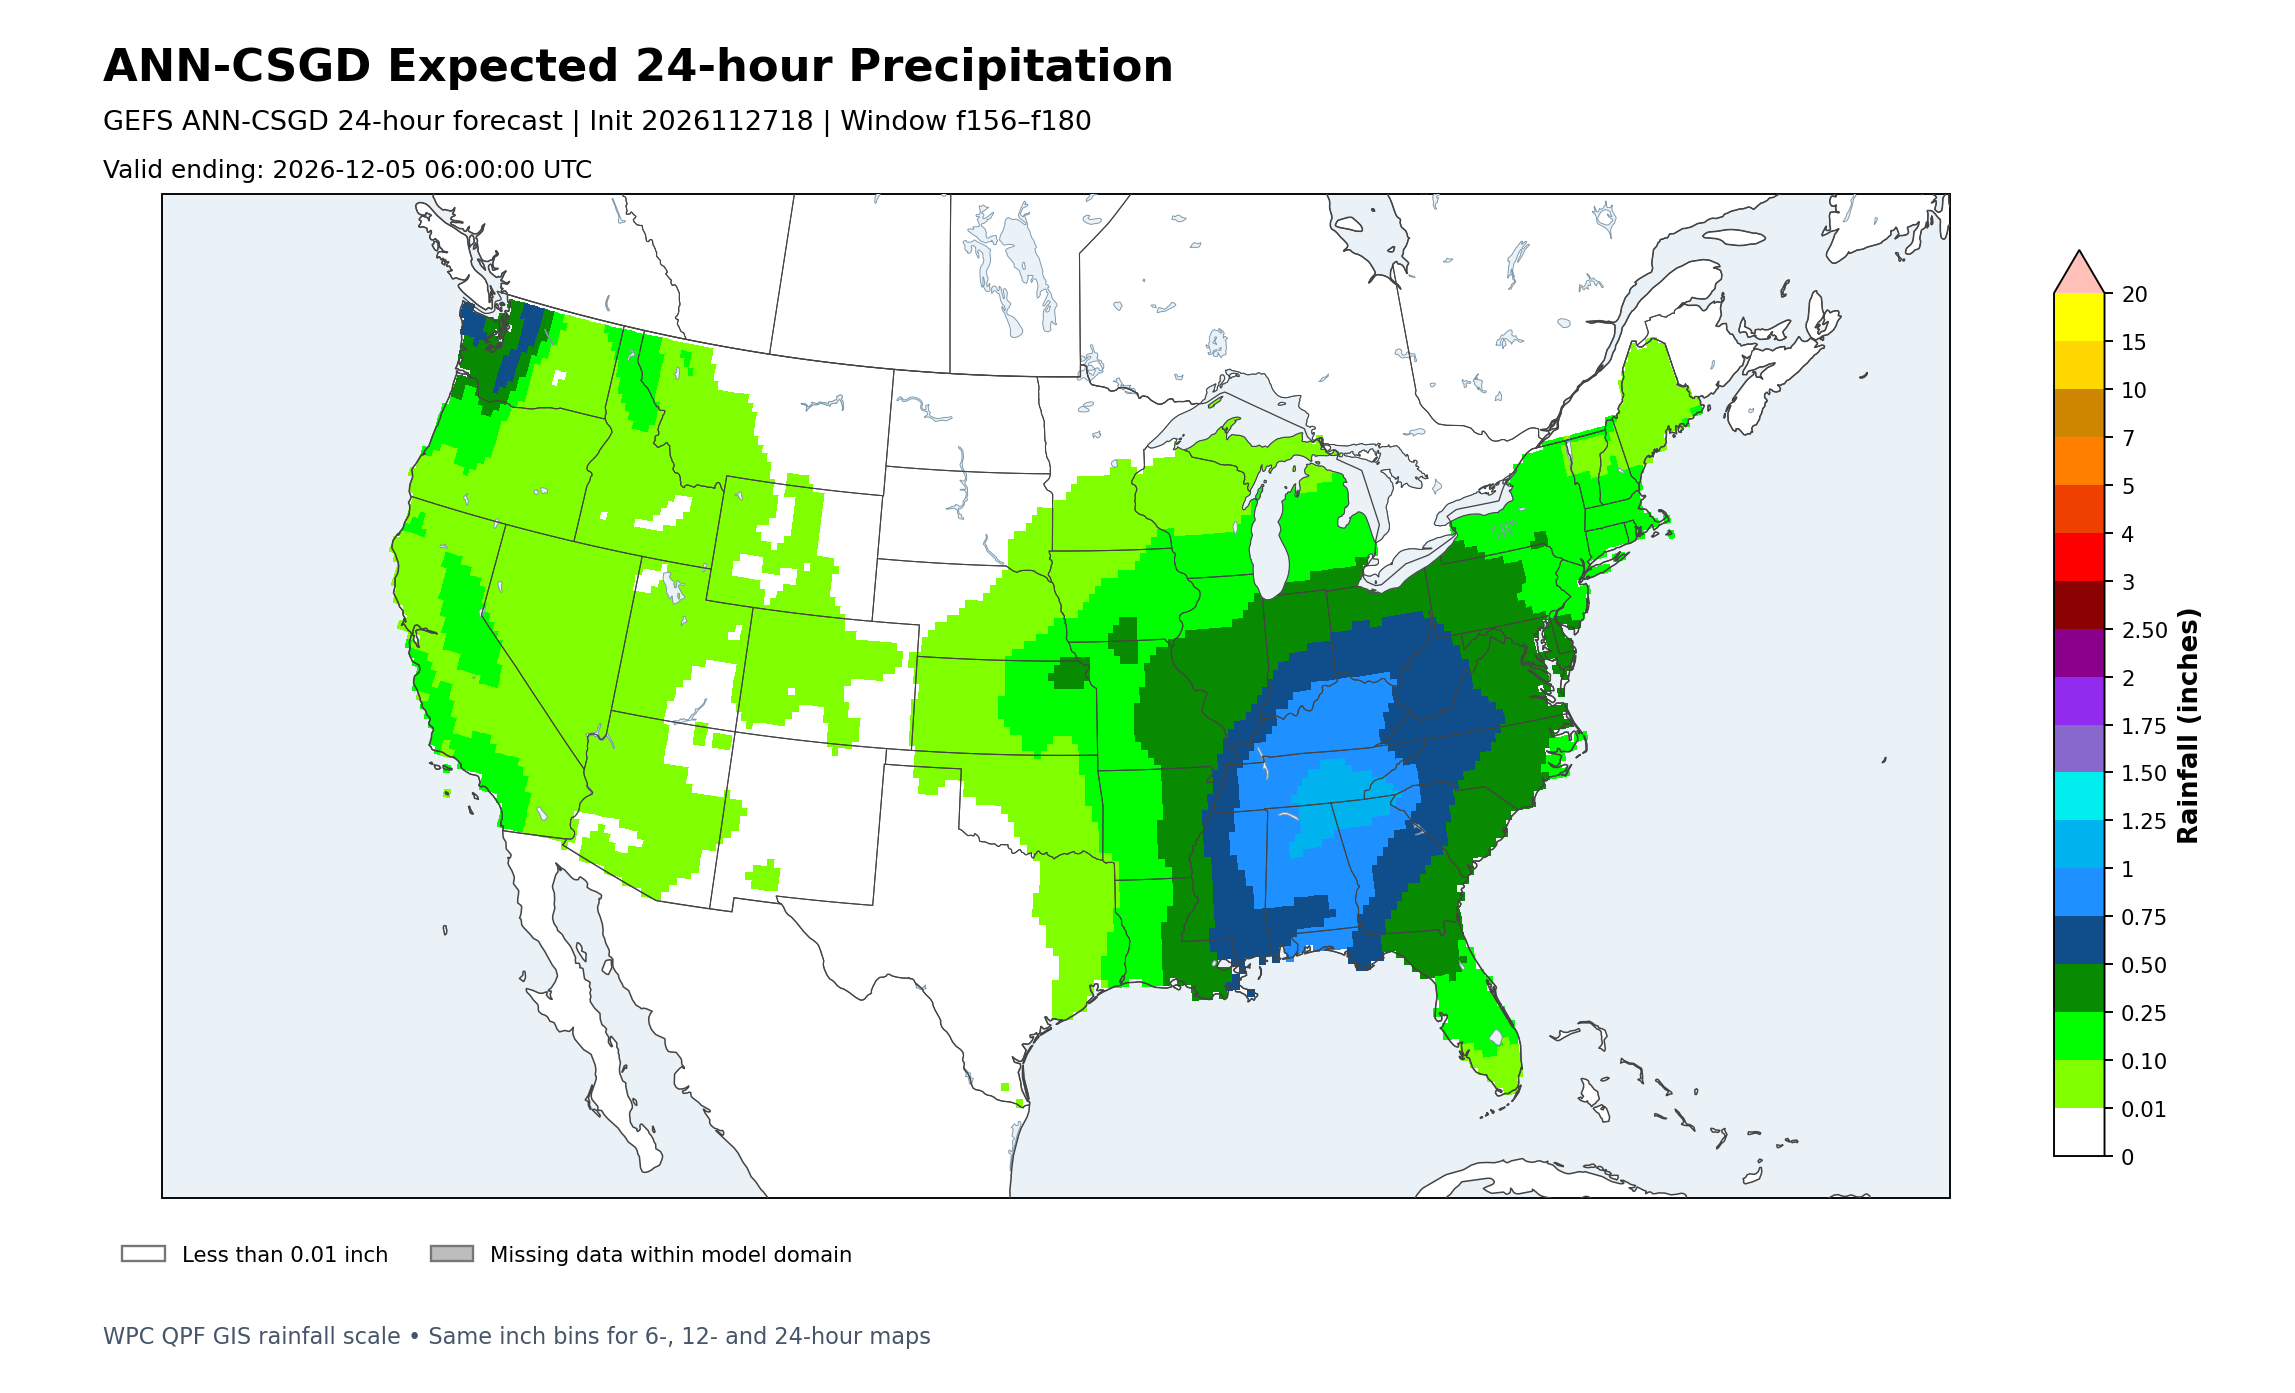 ANN-CSGD Expected 24-hour Precipitation
GEFS ANN-CSGD 24-hour forecast | Init 2026112718 | Window f156–f180
Valid ending: 2026-12-05 06:00:00 UTC
20
15
10
7
5
4
3
2.50
2
1.75
1.50
1.25
1
0.75
0.50
0.25
0.10
0.01
0
Rainfall (inches)
Less than 0.01 inch
Missing data within model domain
WPC QPF GIS rainfall scale • Same inch bins for 6-, 12- and 24-hour maps